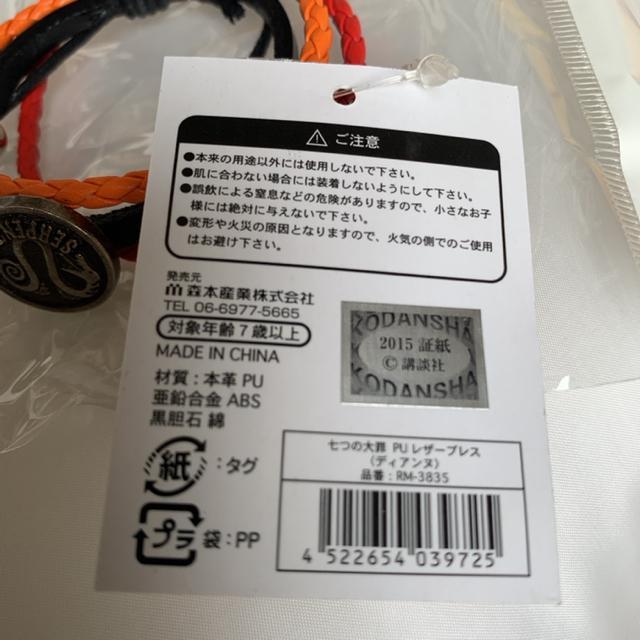 ⚠ ご注意
●本来の用途以外には使用しないで下さい。
●肌に合わない場合には装着しないようにして下さい。
●誤飲による窒息などの危険がありますので、小さなお子
様には絶対に与えないで下さい。
●変形や火災の原因となりますので、火気の側でのご使用
はお避け下さい。
発売元
森本産業株式会社
TEL 06-6977-5665
対象年齢7歳以上
MADE IN CHINA
材質:本革 PU
亜鉛合金 ABS
黒胆石 綿
紙:タグ
プラ 袋:PP
KODANSHA
2015 証紙
©講談社
KODANSHA
七つの大罪 PUレザーブレス
(ディアンヌ)
品番:RM-3835
4 522654 039725